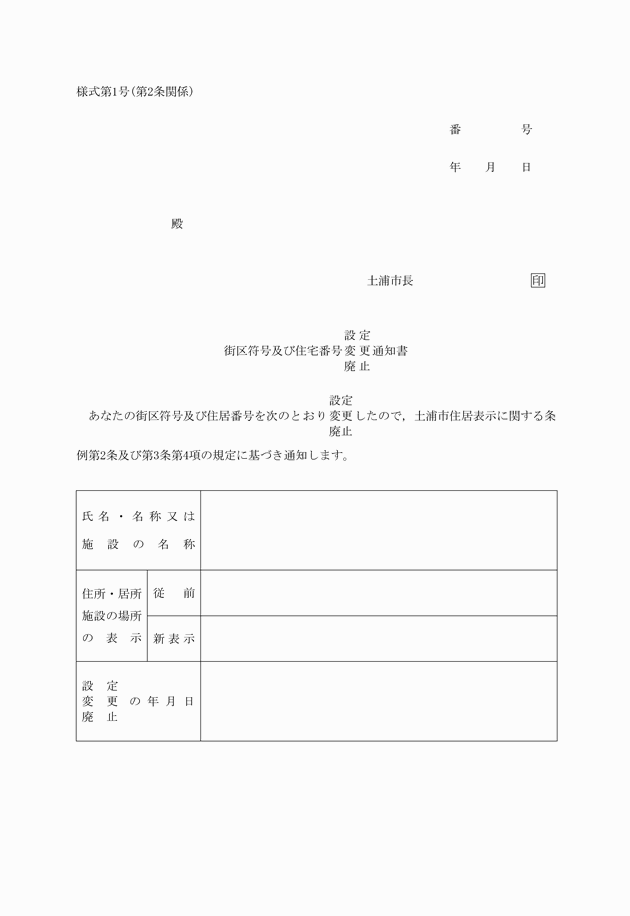 様式第1号(第2条関係)
番　　　　　号
年　　月　　日
殿
土浦市長　　　　　　　　　　印
設定
街区符号及び住宅番号変更通知書
廃止
設定
あなたの街区符号及び住居番号を次のとおり変更したので，土浦市住居表示に関する条
廃止
例第2条及び第3条第4項の規定に基づき通知します。
氏名・名称又は
施設の名称
住所・居所
施設の場所
の表示
従前
新表示
設定
変更の年月日
廃止